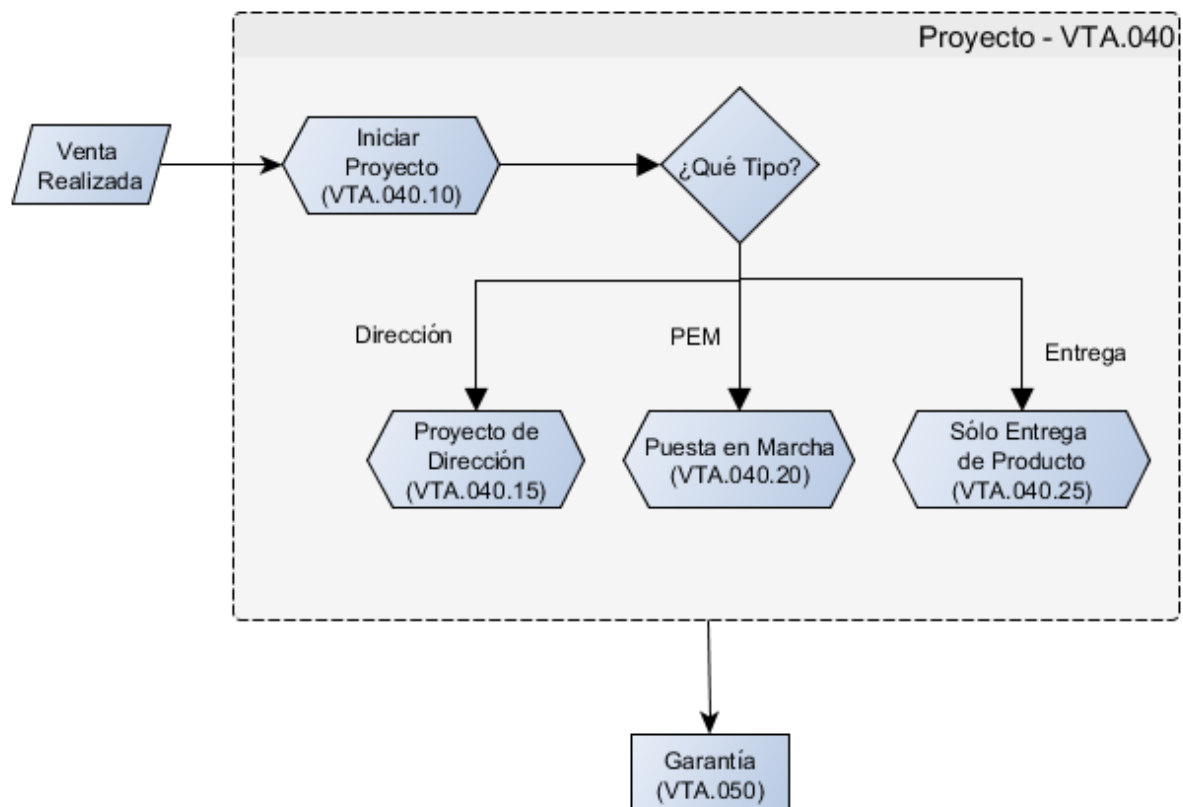 Proyecto - VTA.040
Venta
Realizada
Iniciar
Proyecto
(VTA.040.10)
¿Qué Tipo?
Dirección
PEM
Entrega
Proyecto de
Dirección
(VTA.040.15)
Puesta en Marcha
(VTA.040.20)
Sólo Entrega
de Producto
(VTA.040.25)
Garantía
(VTA.050)